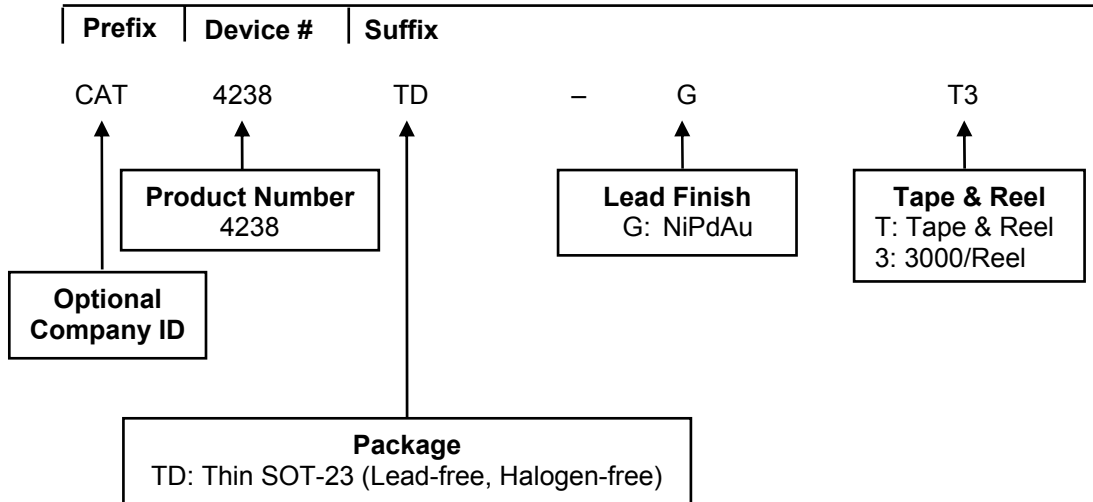 Prefix Device # Suffix
CAT 4238 TD – G T3
Product Number
4238
Lead Finish
G: NiPdAu
Tape & Reel
T: Tape & Reel
3: 3000/Reel
Optional
Company ID
Package
TD: Thin SOT-23 (Lead-free, Halogen-free)